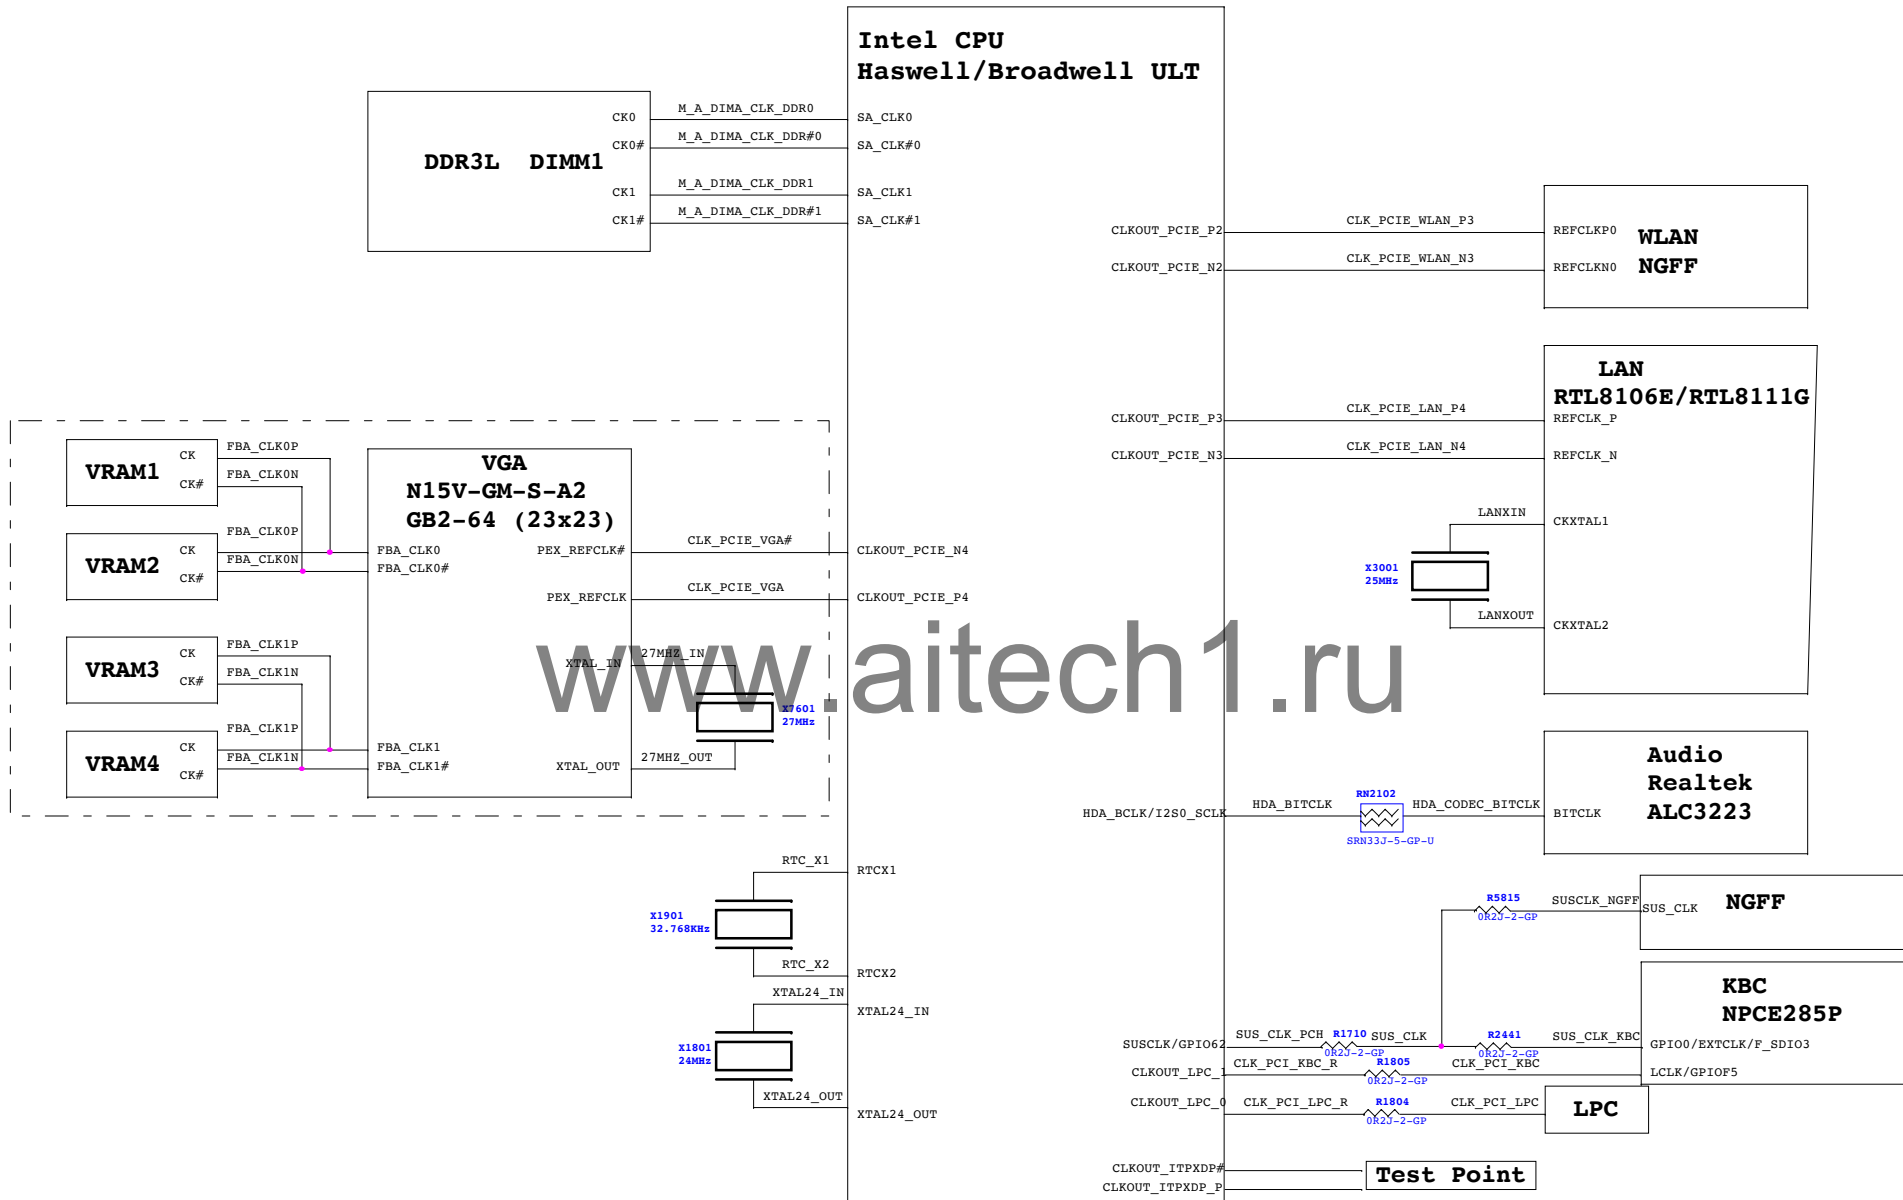 Intel CPU
Haswell/Broadwell ULT
DDR3L DIMM1
CK0
CK0#
CK1
CK1#
M_A_DIMA_CLK_DDR0
M_A_DIMA_CLK_DDR#0
M_A_DIMA_CLK_DDR1
M_A_DIMA_CLK_DDR#1
SA_CLK0
SA_CLK#0
SA_CLK1
SA_CLK#1
CLKOUT_PCIE_P2
CLKOUT_PCIE_N2
CLK_PCIE_WLAN_P3
CLK_PCIE_WLAN_N3
REFCLKP0
REFCLKN0
WLAN
NGFF
LAN
RTL8106E/RTL8111G
CLKOUT_PCIE_P3
CLKOUT_PCIE_N3
CLK_PCIE_LAN_P4
CLK_PCIE_LAN_N4
REFCLK_P
REFCLK_N
LANXIN
CKXTAL1
X3001
25MHz
LANXOUT
CKXTAL2
VRAM1
CK
CK#
FBA_CLK0P
FBA_CLK0N
VRAM2
CK
CK#
FBA_CLK0P
FBA_CLK0N
VRAM3
CK
CK#
FBA_CLK1P
FBA_CLK1N
VRAM4
CK
CK#
FBA_CLK1P
FBA_CLK1N
VGA
N15V-GM-S-A2
GB2-64 (23x23)
FBA_CLK0
FBA_CLK0#
FBA_CLK1
FBA_CLK1#
PEX_REFCLK#
PEX_REFCLK
XTAL_IN
XTAL_OUT
CLK_PCIE_VGA#
CLK_PCIE_VGA
CLKOUT_PCIE_N4
CLKOUT_PCIE_P4
27MHZ_IN
X7601
27MHz
27MHZ_OUT
www.aitech1.ru
Audio
Realtek
ALC3223
HDA_BCLK/I2S0_SCLK
HDA_BITCLK
RN2102
SRN33J-5-GP-U
HDA_CODEC_BITCLK
BITCLK
RTC_X1
RTCX1
X1901
32.768KHz
RTC_X2
RTCX2
XTAL24_IN
XTAL24_IN
X1801
24MHz
XTAL24_OUT
XTAL24_OUT
R5815
0R2J-2-GP
SUSCLK_NGFF
SUS_CLK
NGFF
KBC
NPCE285P
SUSCLK/GPIO62
SUS_CLK_PCH
R1710
0R2J-2-GP
SUS_CLK
R2441
0R2J-2-GP
SUS_CLK_KBC
GPIO0/EXTCLK/F_SDIO3
CLKOUT_LPC_1
CLK_PCI_KBC_R
R1805
0R2J-2-GP
CLK_PCI_KBC
LCLK/GPIOF5
CLKOUT_LPC_0
CLK_PCI_LPC_R
R1804
0R2J-2-GP
CLK_PCI_LPC
LPC
CLKOUT_ITPXDP#
CLKOUT_ITPXDP_P
Test Point